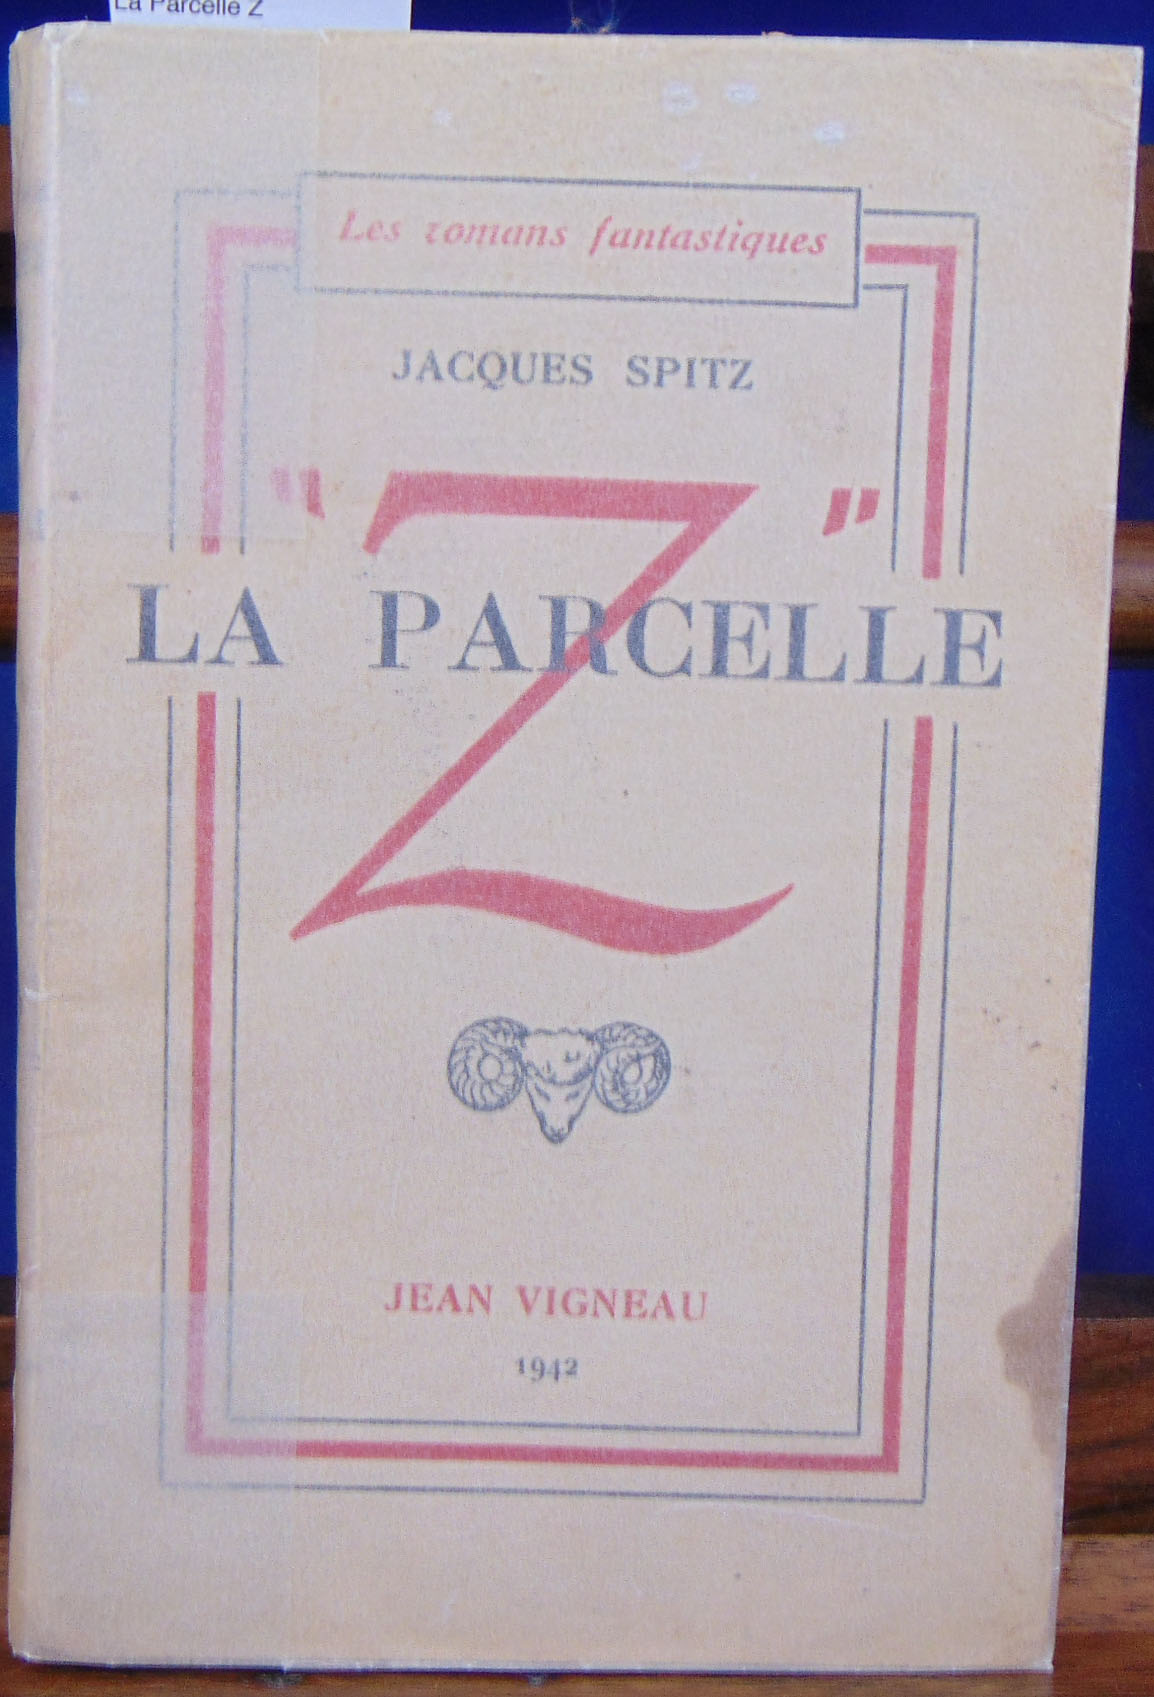 La Parcelle Z
Les romans fantastiques
JACQUES SPITZ
" Z "
LA PARCELLE
JEAN VIGNEAU
1942